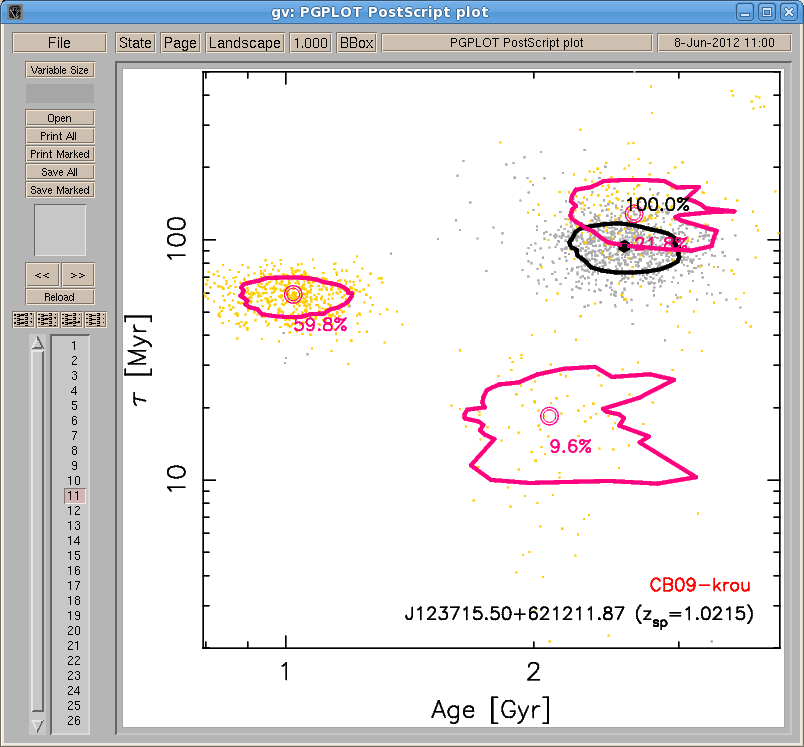 gv: PGPLOT PostScript plot
File State Page Landscape 1.000 BBox PGPLOT PostScript plot 8-Jun-2012 11:00
Variable Size
Open
Print All
Print Marked
Save All
Save Marked
<< >>
Reload
1
2
3
4
5
6
7
8
9
10
11
12
13
14
15
16
17
18
19
20
21
22
23
24
25
26
τ [Myr]
100
10
100.0%
59.8%
9.6%
CB09-krou
J123715.50+621211.87 (zsp=1.0215)
1 2
Age [Gyr]